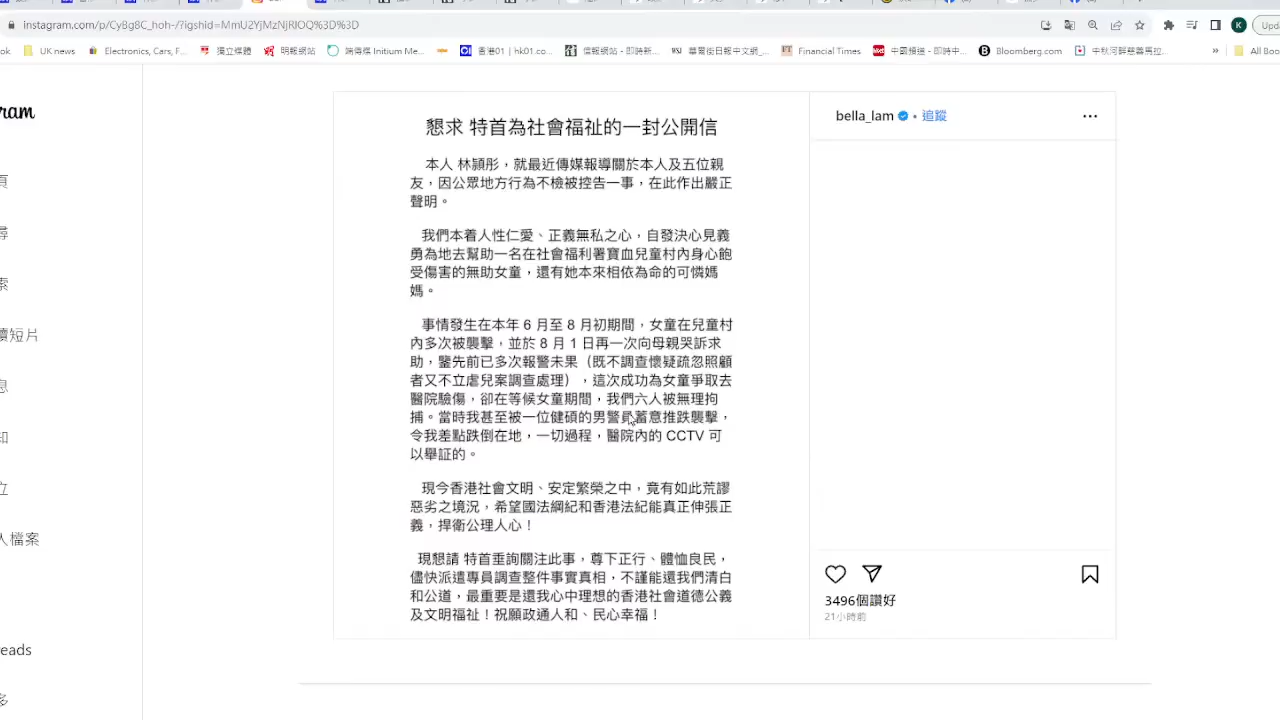 instagram.com/p/CyBg8C_hoh-/?igshid=MmU2YjMzNjRlOQ%3D%3D
UK news
Electronics, Cars, F...
獨立媒體
明報網站
端傳媒 Initium Me...
香港01 | hk01.co...
信報網站 - 即時新...
華爾街日報中文網_...
Financial Times
中國頻道 - 即時中...
Bloomberg.com
中秋河畔慈善馬拉...
»
All Boo
ram
頁
尋
索
讀短片
息
知
立
人檔案
reads
多
懇求 特首為社會福祉的一封公開信
本人 林穎彤，就最近傳媒報導關於本人及五位親
友，因公眾地方行為不檢被控告一事，在此作出嚴正
聲明。
我們本着人性仁愛、正義無私之心，自發決心見義
勇為地去幫助一名在社會福利署寶血兒童村內身心飽
受傷害的無助女童，還有她本來相依為命的可憐媽
媽。
事情發生在本年 6 月至 8 月初期間，女童在兒童村
內多次被襲擊，並於 8 月 1 日再一次向母親哭訴求
助，鑒先前已多次報警未果（既不調查懷疑疏忽照顧
者又不立虐兒案調查處理），這次成功為女童爭取去
醫院驗傷，卻在等候女童期間，我們六人被無理拘
捕。當時我甚至被一位健碩的男警員蓄意推跌襲擊，
令我差點跌倒在地，一切過程，醫院內的 CCTV 可
以舉証的。
現今香港社會文明、安定繁榮之中，竟有如此荒謬
惡劣之境況，希望國法綱紀和香港法紀能真正伸張正
義，捍衛公理人心！
現懇請 特首垂詢關注此事，尊下正行、體恤良民，
儘快派遣專員調查整件事實真相，不謹能還我們清白
和公道，最重要是還我心中理想的香港社會道德公義
及文明福祉！祝願政通人和、民心幸福！
bella_lam • 追蹤
3496個讚好
21小時前